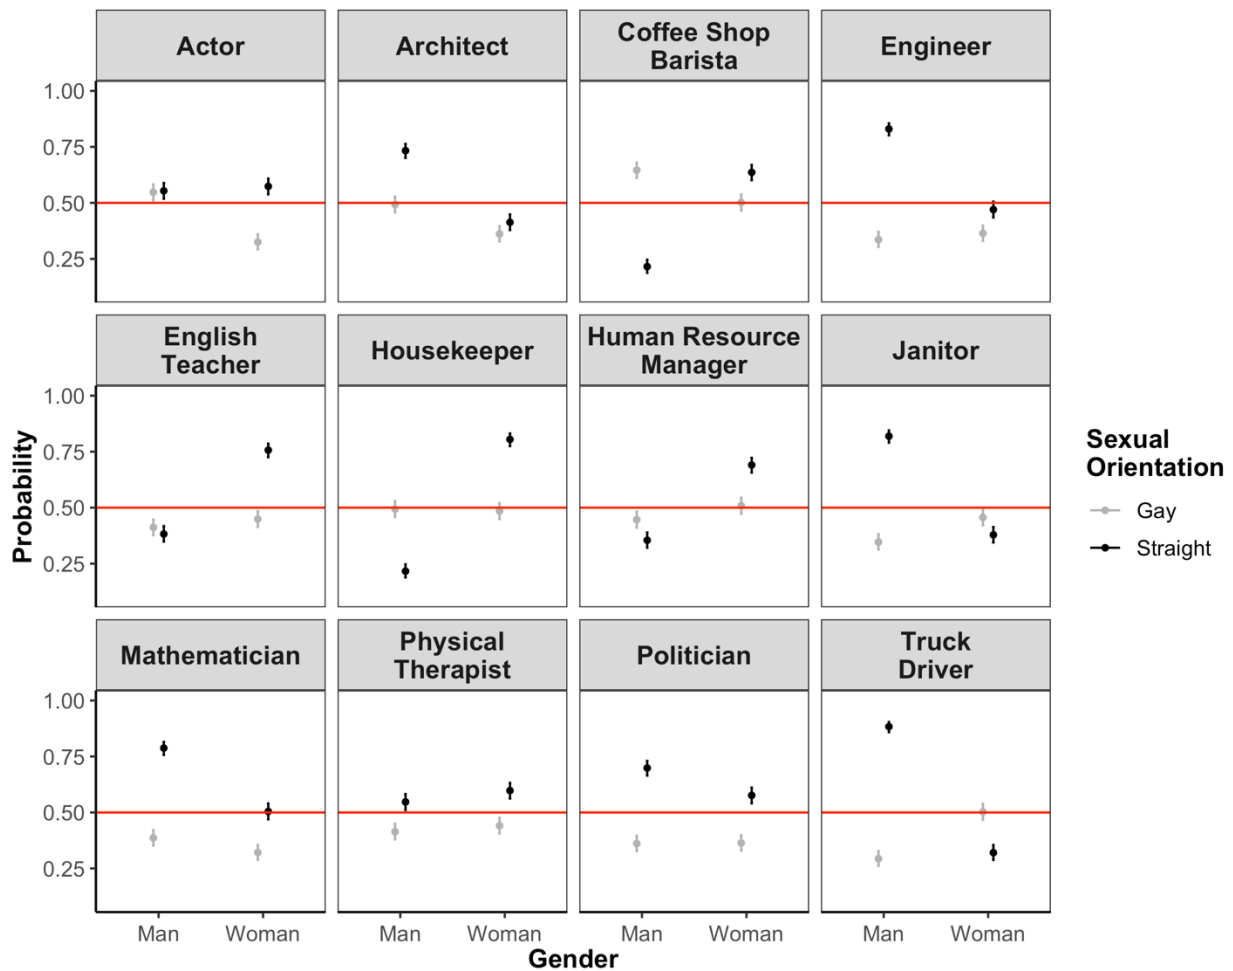 Actor
Architect
Coffee Shop
Barista
Engineer
1.00
0.75
0.50
0.25
English
Teacher
Housekeeper
Human Resource
Manager
Janitor
1.00
0.75
0.50
0.25
Mathematician
Physical
Therapist
Politician
Truck
Driver
1.00
0.75
0.50
0.25
Man
Woman
Man
Woman
Man
Woman
Man
Woman
Gender
Probability
Sexual
Orientation
Gay
Straight